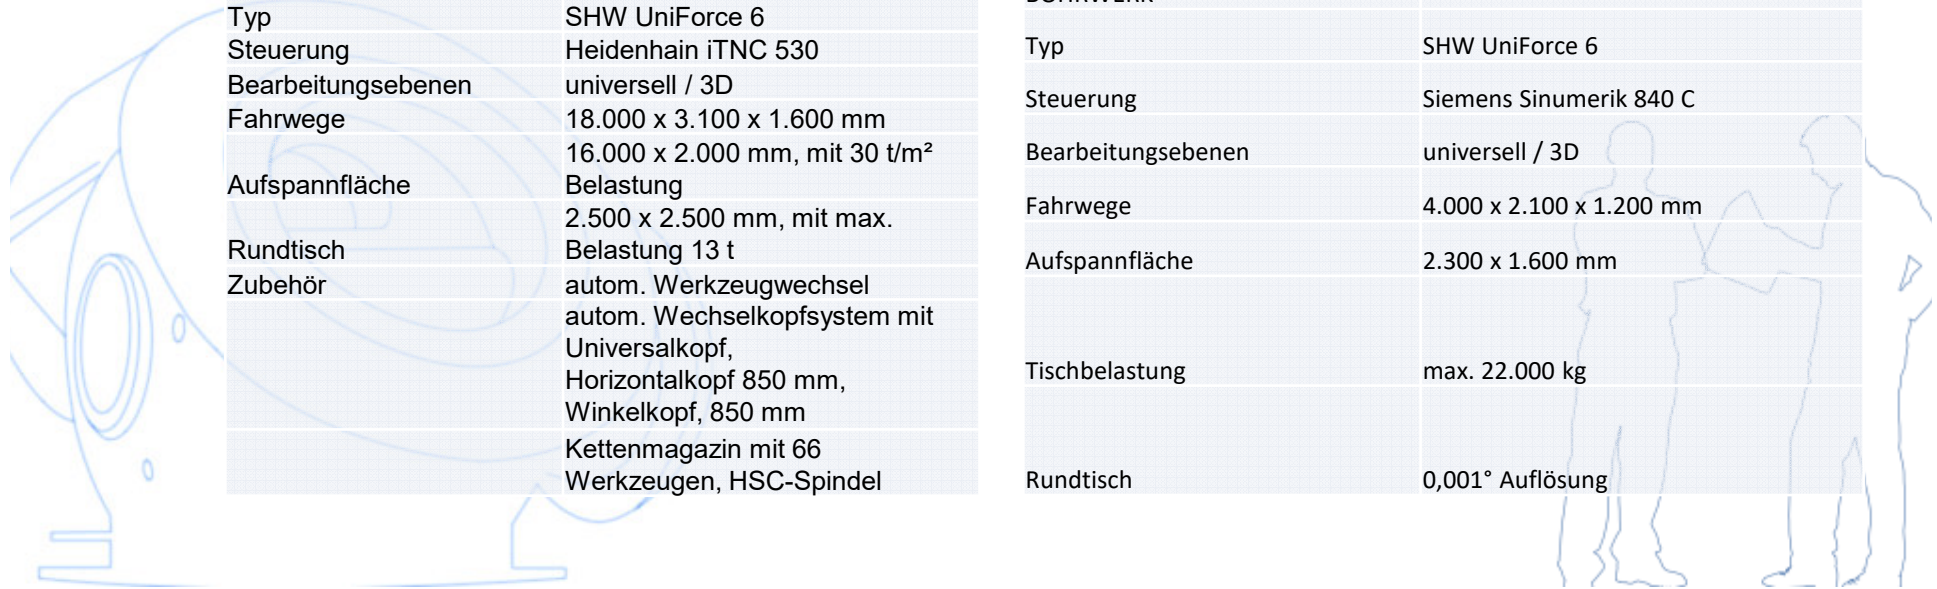 Typ SHW UniForce 6
Steuerung Heidenhain iTNC 530
Bearbeitungsebenen universell / 3D
Fahrwege 18.000 x 3.100 x 1.600 mm
16.000 x 2.000 mm, mit 30 t/m²
Aufspannfläche Belastung
2.500 x 2.500 mm, mit max.
Rundtisch Belastung 13 t
Zubehör autom. Werkzeugwechsel
autom. Wechselkopfsystem mit
Universalkopf,
Horizontalkopf 850 mm,
Winkelkopf, 850 mm
Kettenmagazin mit 66
Werkzeugen, HSC-Spindel
Typ SHW UniForce 6
Steuerung Siemens Sinumerik 840 C
Bearbeitungsebenen universell / 3D
Fahrwege 4.000 x 2.100 x 1.200 mm
Aufspannfläche 2.300 x 1.600 mm
Tischbelastung max. 22.000 kg
Rundtisch 0,001° Auflösung